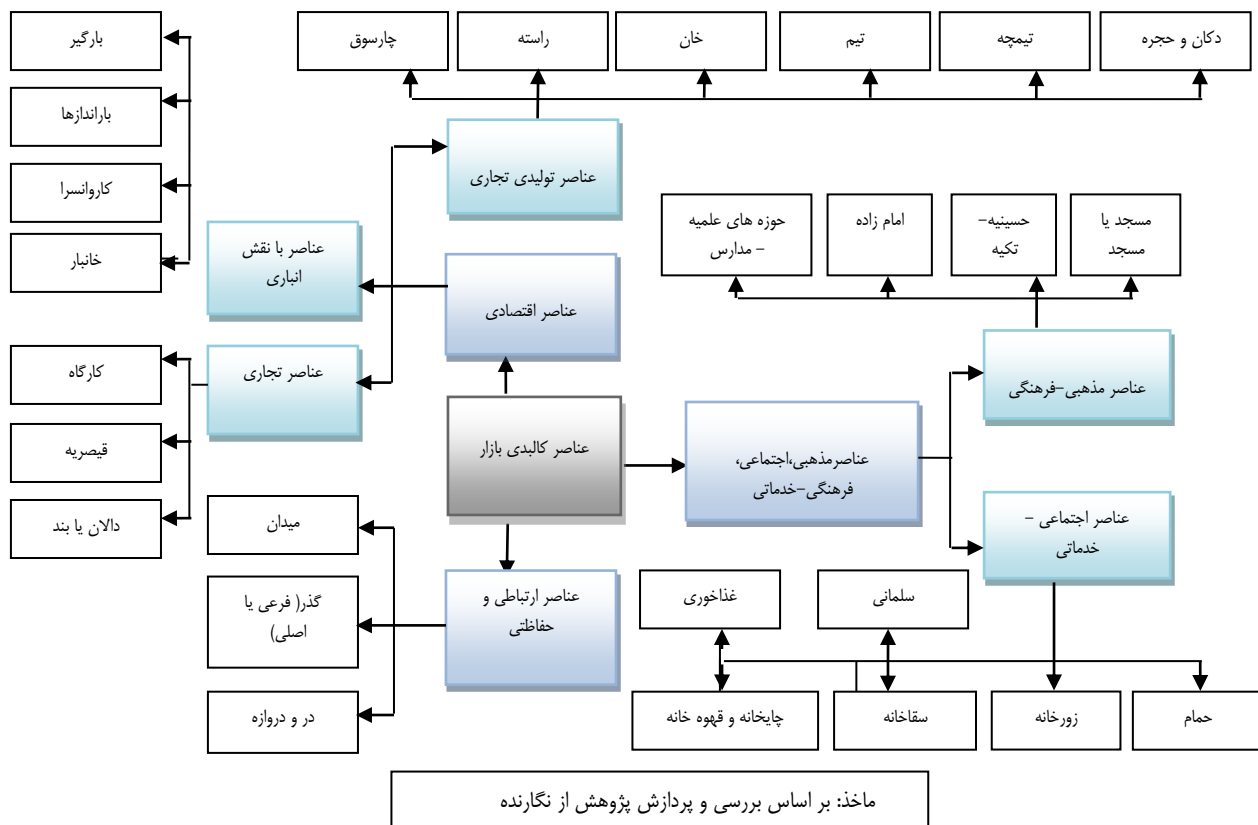 دکان و حجره
تیمچه
تیم
خان
راسته
چارسوق
بارگیر
باراندازها
کاروانسرا
خانبار
عناصر تولیدی تجاری
عناصر با نقش
انباری
عناصر اقتصادی
مسجد یا
مسجد
حسینیه–
تکیه
امام زاده
حوزه های علمیه
– مدارس
عناصر تجاری
کارگاه
قیصریه
دالان یا بند
عناصر مذهبی–فرهنگی
عناصر کالبدی بازار
عناصرمذهبی،اجتماعی،
فرهنگی–خدماتی
عناصر اجتماعی –
خدماتی
عناصر ارتباطی و
حفاظتی
میدان
گذر( فرعی یا
اصلی)
در و دروازه
سلمانی
غذاخوری
حمام
زورخانه
سقاخانه
چایخانه و قهوه خانه
ماخذ: بر اساس بررسی و پردازش پژوهش از نگارنده